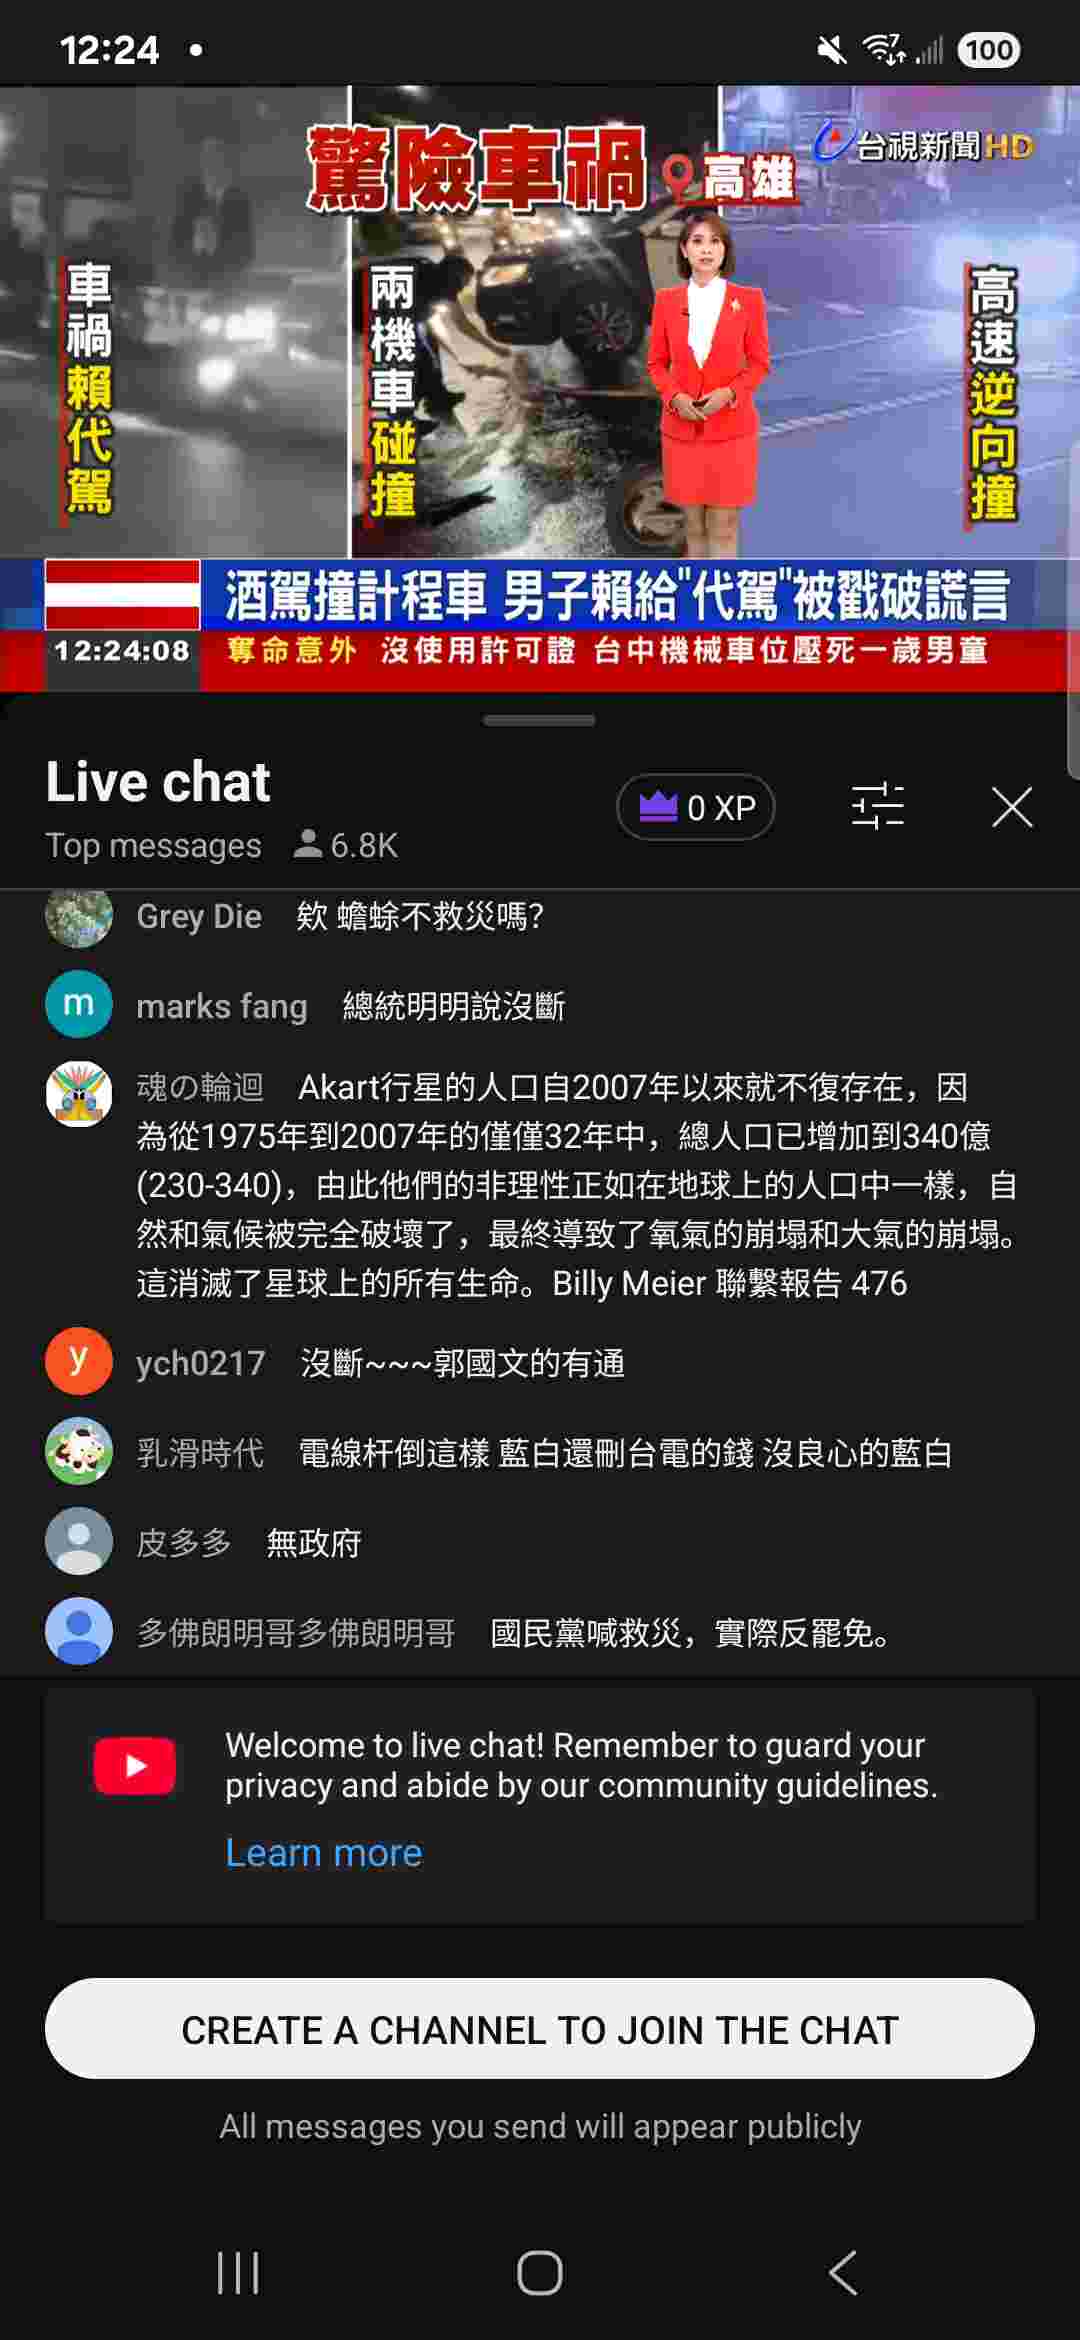 12:24
100
驚險車禍 高雄
台視新聞HD
車禍賴代駕
兩機車碰撞
高速逆向撞
酒駕撞計程車 男子賴給"代駕"被戳破謊言
12:24:08 奪命意外 沒使用許可證 台中機械車位壓死一歲男童
Live chat
Top messages 6.8K
0 XP
Grey Die 欸 蟾蜍不救災嗎?
marks fang 總統明明說沒斷
魂の輪迴 Akart行星的人口自2007年以來就不復存在，因
為從1975年到2007年的僅僅32年中，總人口已增加到340億
(230-340)，由此他們的非理性正如在地球上的人口中一樣，自
然和氣候被完全破壞了，最終導致了氧氣的崩塌和大氣的崩塌。
這消滅了星球上的所有生命。Billy Meier 聯繫報告 476
ych0217 沒斷~~~郭國文的有通
乳滑時代 電線杆倒這樣 藍白還刪台電的錢 沒良心的藍白
皮多多 無政府
多佛朗明哥多佛朗明哥 國民黨喊救災，實際反罷免。
Welcome to live chat! Remember to guard your
privacy and abide by our community guidelines.
Learn more
CREATE A CHANNEL TO JOIN THE CHAT
All messages you send will appear publicly